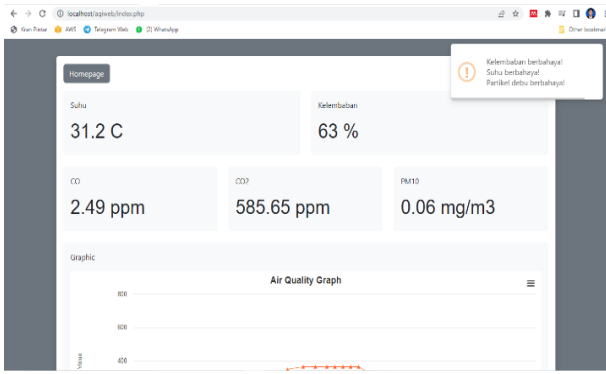 localhost/aqiweb/index.php
Kran Pintar
AWS
Telegram Web
(2) WhatsApp
Other bookmar
Kelembaban berbahaya!
Suhu berbahaya!
Partikel debu berbahaya!
Homepage
Suhu
31.2 C
Kelembaban
63 %
CO
2.49 ppm
CO2
585.65 ppm
PM10
0.06 mg/m3
Graphic
Air Quality Graph
800
600
400
Value